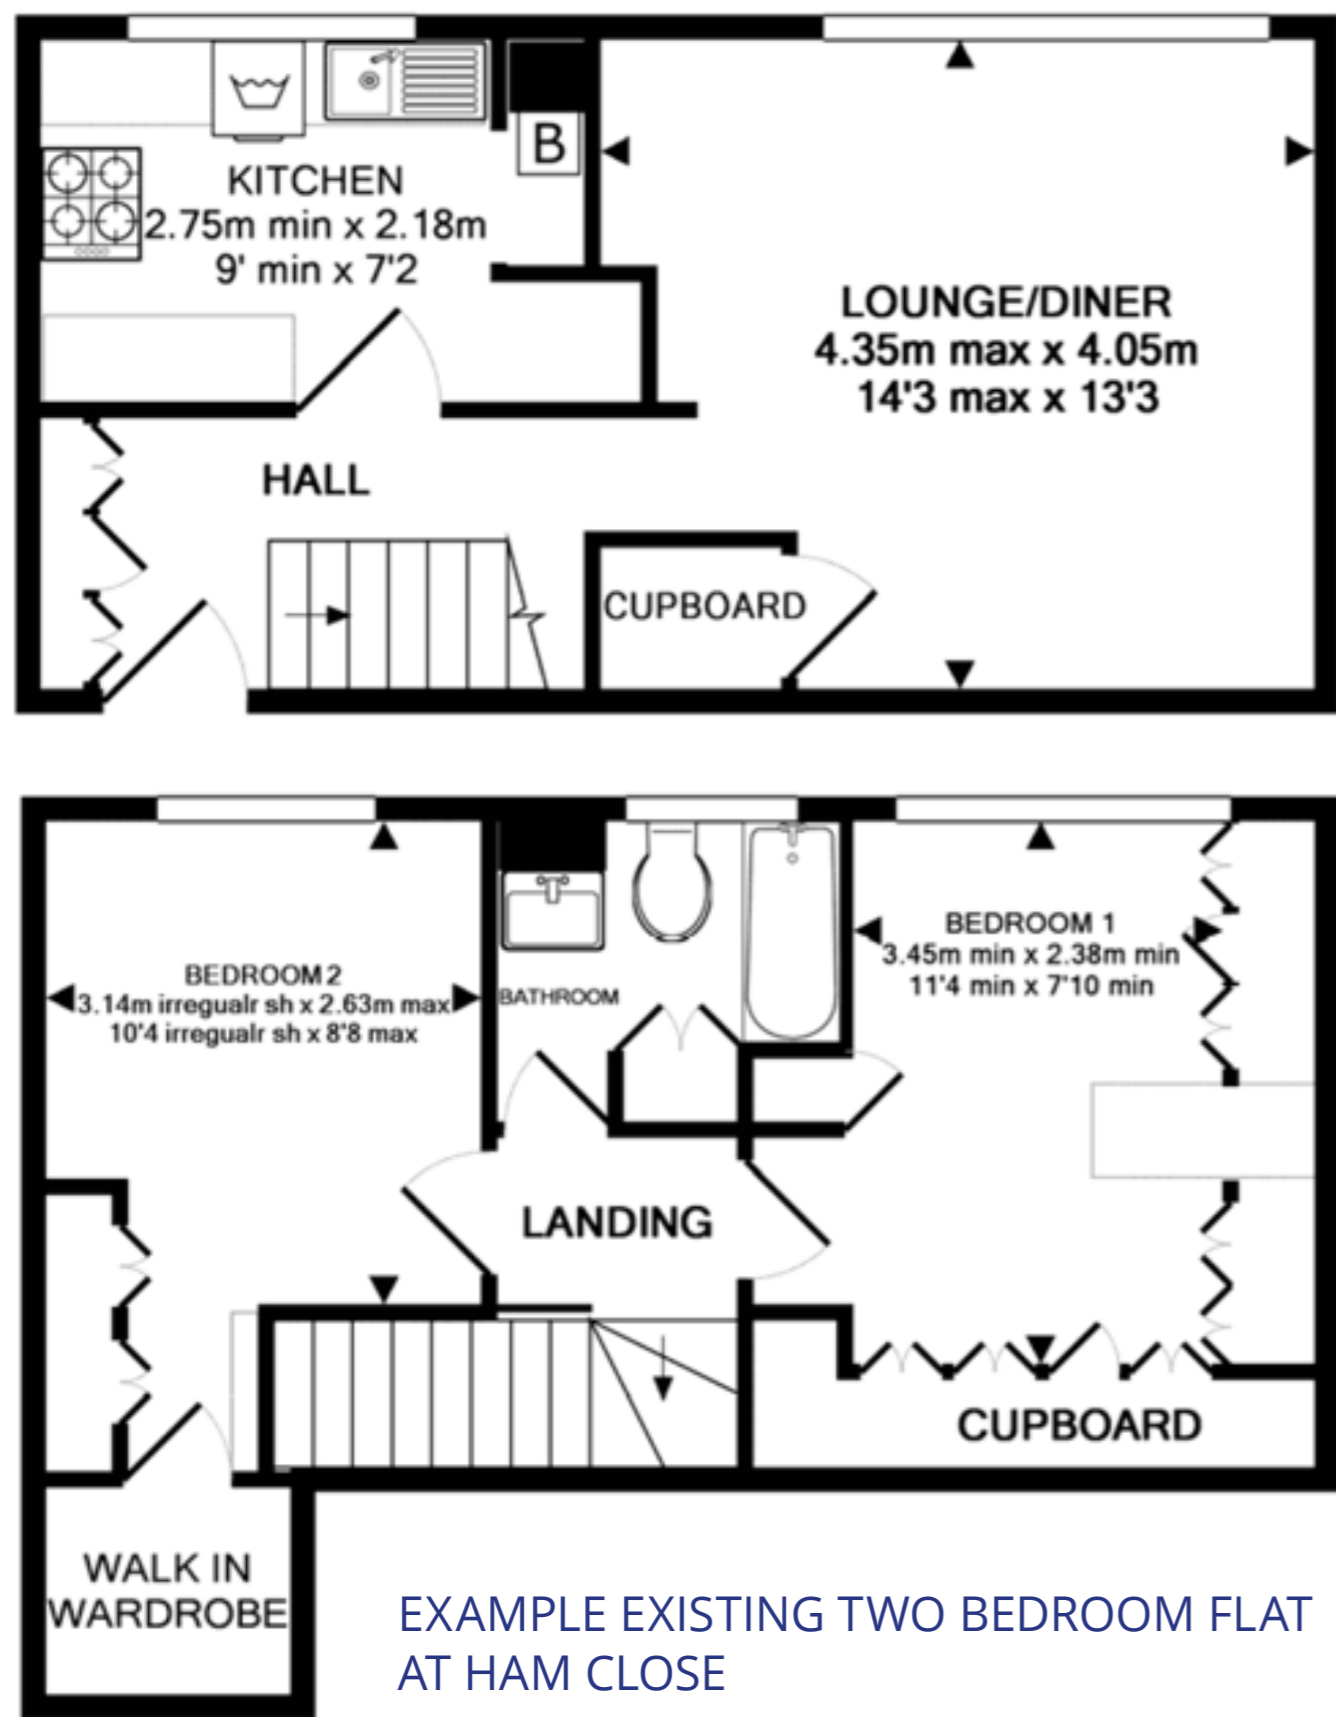 KITCHEN
2.75m min x 2.18m
9' min x 7'2
B
LOUNGE/DINER
4.35m max x 4.05m
14'3 max x 13'3
HALL
CUPBOARD
BEDROOM 2
3.14m irregualr sh x 2.63m max
10'4 irregualr sh x 8'8 max
BATHROOM
BEDROOM 1
3.45m min x 2.38m min
11'4 min x 7'10 min
LANDING
CUPBOARD
WALK IN
WARDROBE
EXAMPLE EXISTING TWO BEDROOM FLAT
AT HAM CLOSE